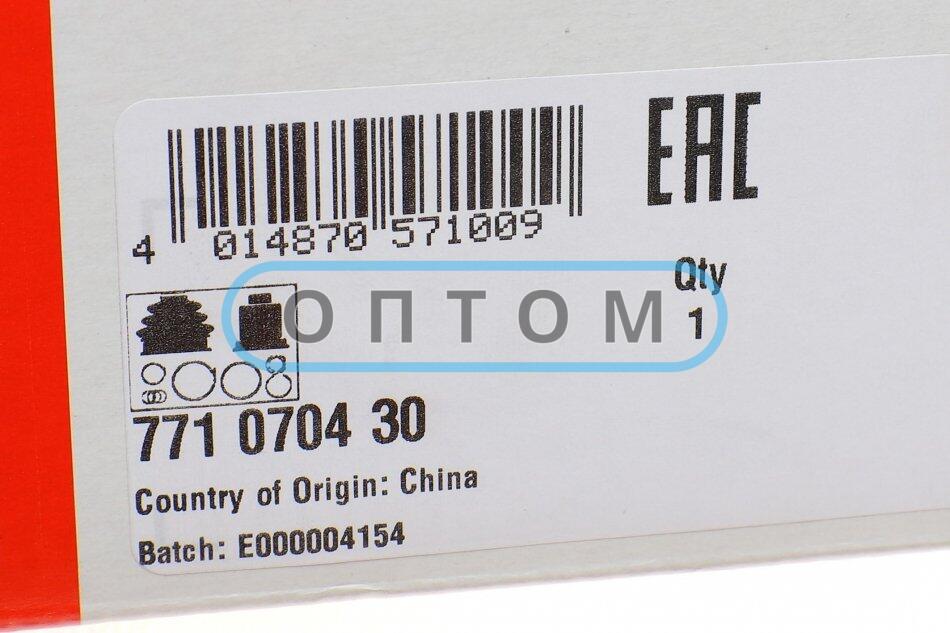 EAC
4 014870 571009
Qty
ОПТОМ
1
771 0704 30
Country of Origin: China
Batch: E000004154